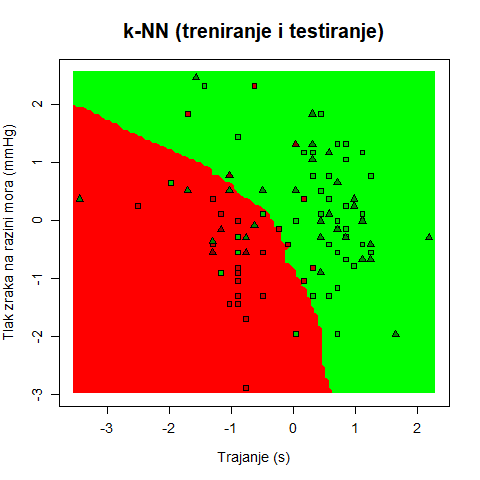 k-NN (treniranje i testiranje)
Tlak zraka na razini mora (mmHg)
2
1
0
-1
-2
-3
-3 -2 -1 0 1 2
Trajanje (s)